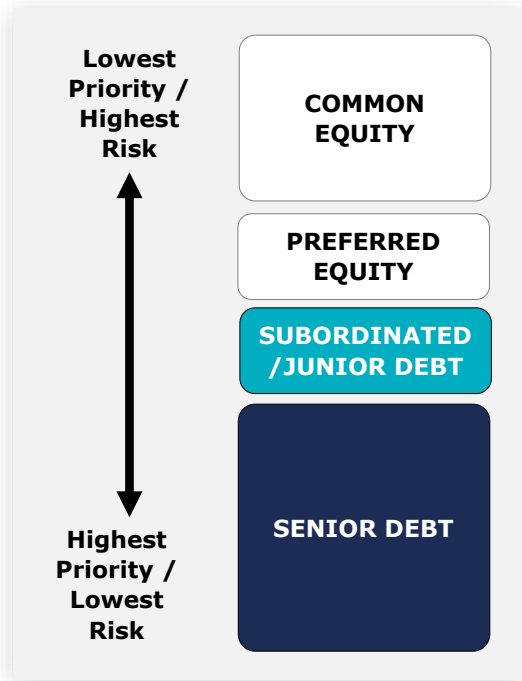 Lowest
Priority /
Highest
Risk
COMMON
EQUITY
PREFERRED
EQUITY
SUBORDINATED
/JUNIOR DEBT
SENIOR DEBT
Highest
Priority /
Lowest
Risk